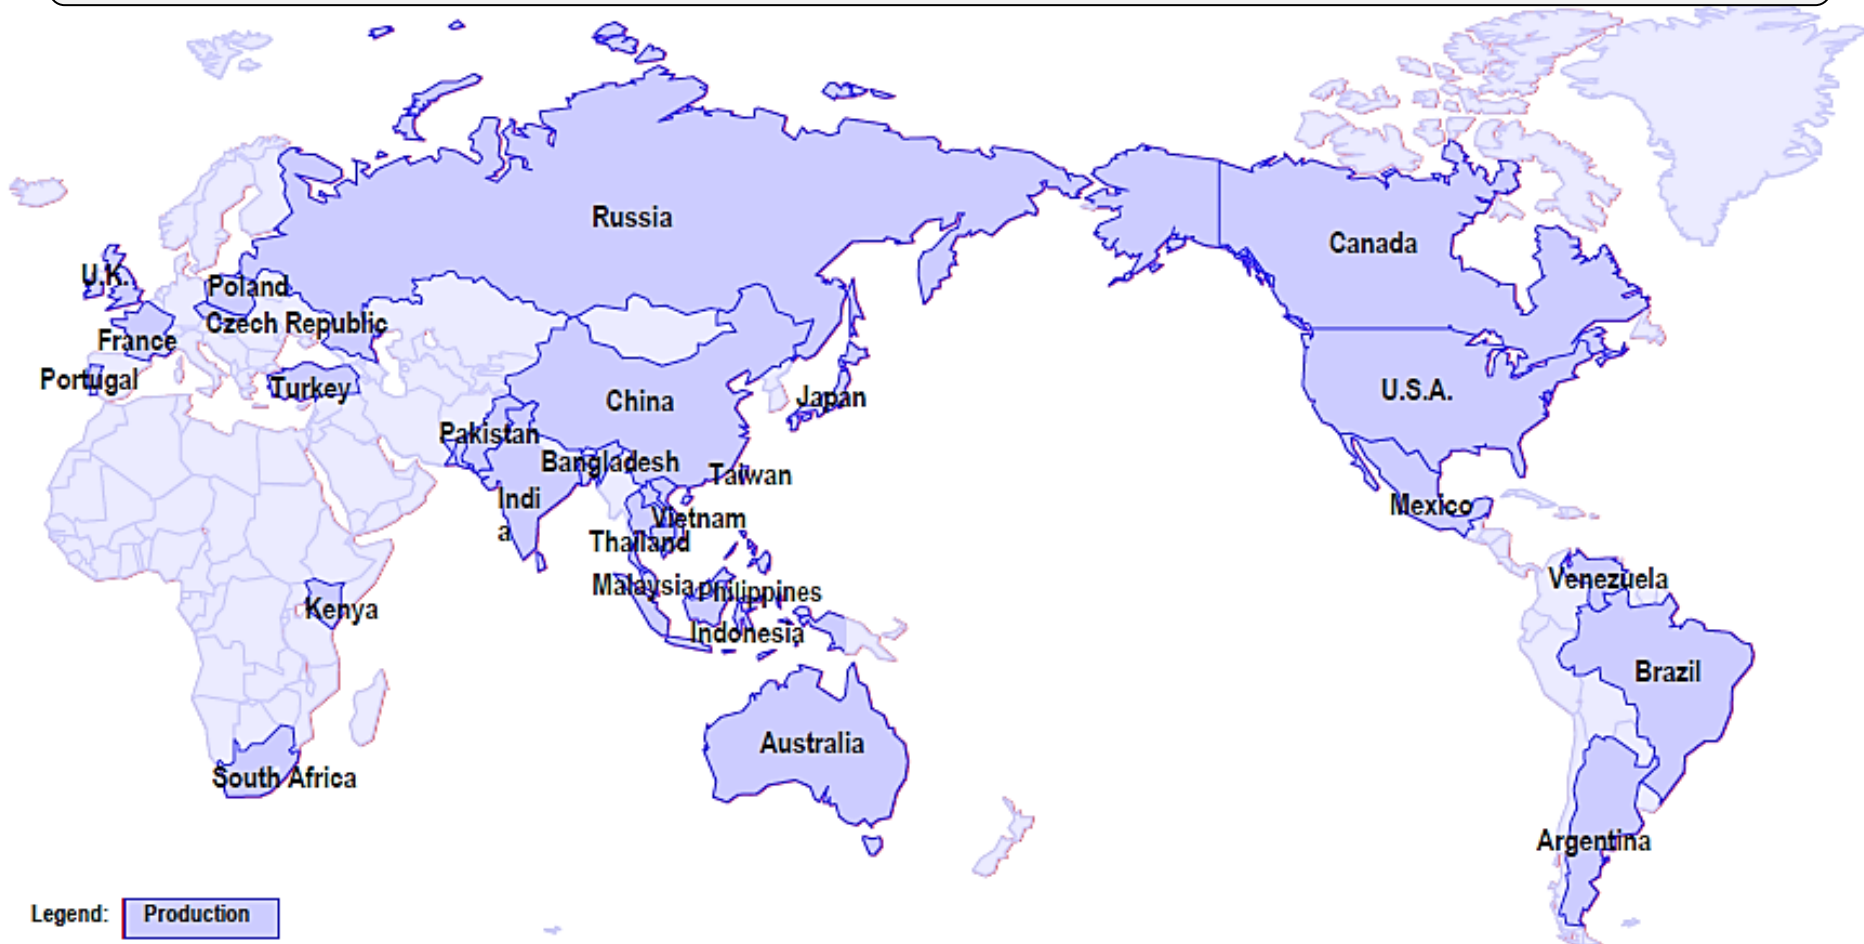 Russia
Canada
U.K.
Poland
Czech Republic
France
Portugal
Turkey
China
Japan
U.S.A.
Pakistan
Bangladesh
Taiwan
Indi
a
Mexico
Vietnam
Thailand
Malaysia
Philippines
Venezuela
Kenya
Indonesia
Brazil
Australia
South Africa
Argentina
Legend: Production